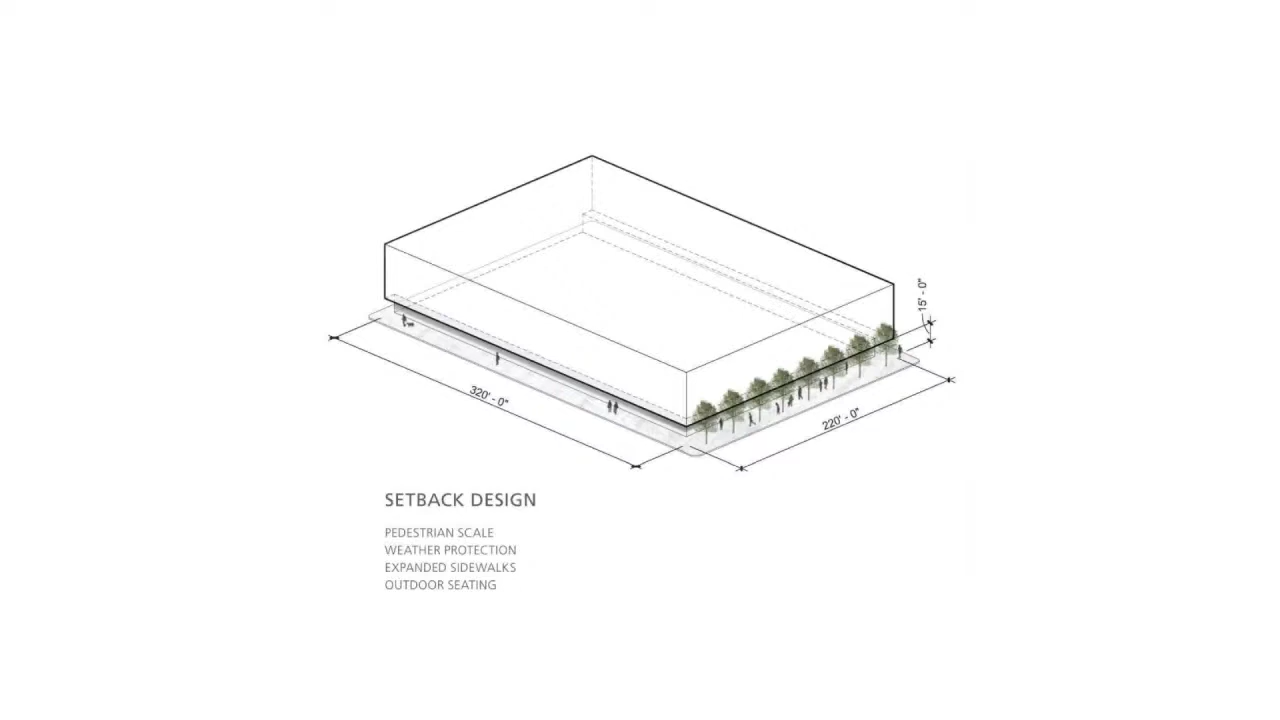 15' - 0"
320' - 0"
220' - 0"
SETBACK DESIGN
PEDESTRIAN SCALE
WEATHER PROTECTION
EXPANDED SIDEWALKS
OUTDOOR SEATING